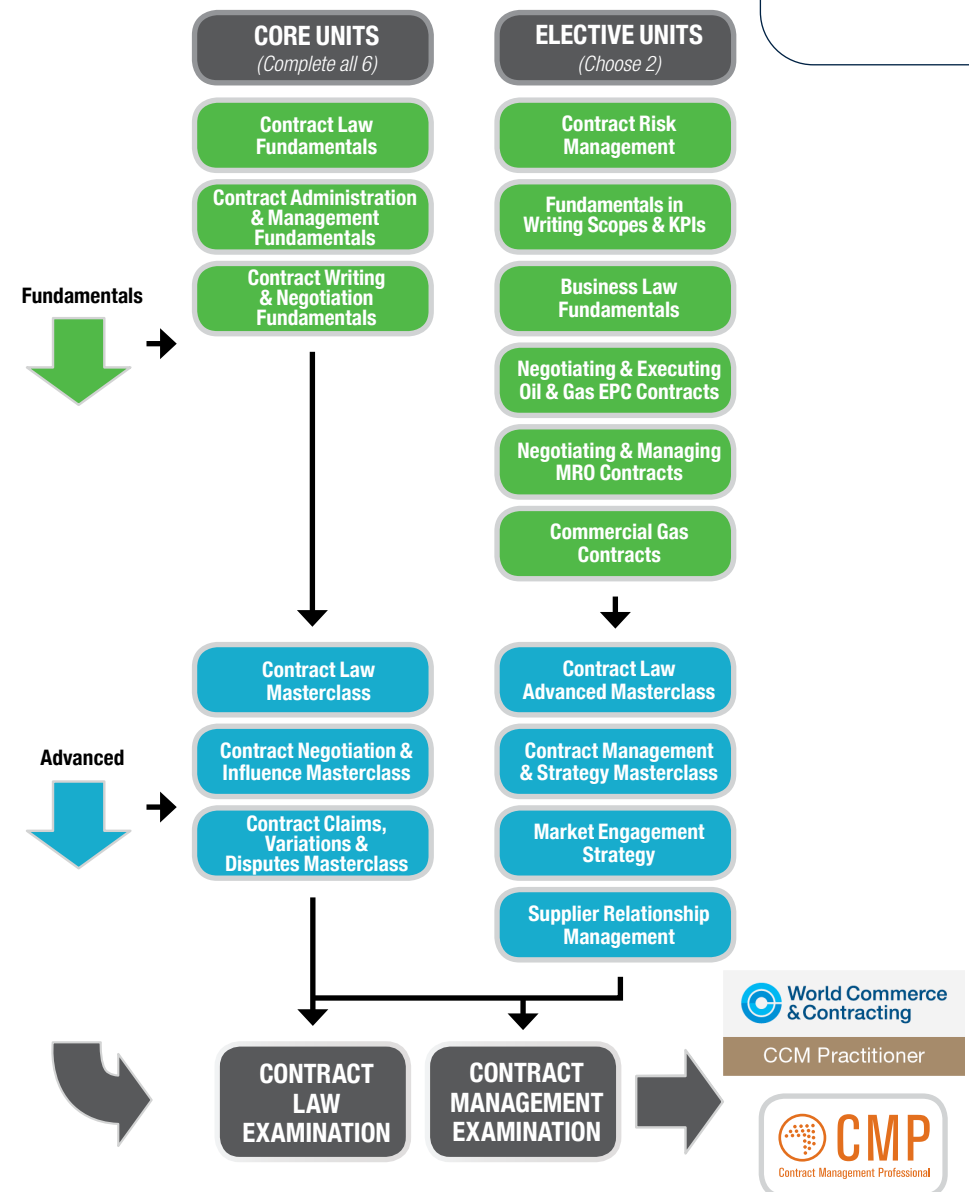 CORE UNITS
(Complete all 6)
ELECTIVE UNITS
(Choose 2)
Contract Law
Fundamentals
Contract Administration
& Management
Fundamentals
Contract Writing
& Negotiation
Fundamentals
Contract Risk
Management
Fundamentals in
Writing Scopes & KPIs
Business Law
Fundamentals
Negotiating & Executing
Oil & Gas EPC Contracts
Negotiating & Managing
MRO Contracts
Commercial Gas
Contracts
Fundamentals
Contract Law
Masterclass
Contract Negotiation &
Influence Masterclass
Contract Claims,
Variations &
Disputes Masterclass
Contract Law
Advanced Masterclass
Contract Management
& Strategy Masterclass
Market Engagement
Strategy
Supplier Relationship
Management
Advanced
CONTRACT
LAW
EXAMINATION
CONTRACT
MANAGEMENT
EXAMINATION
World Commerce
& Contracting
CCM Practitioner
CMP
Contract Management Professional